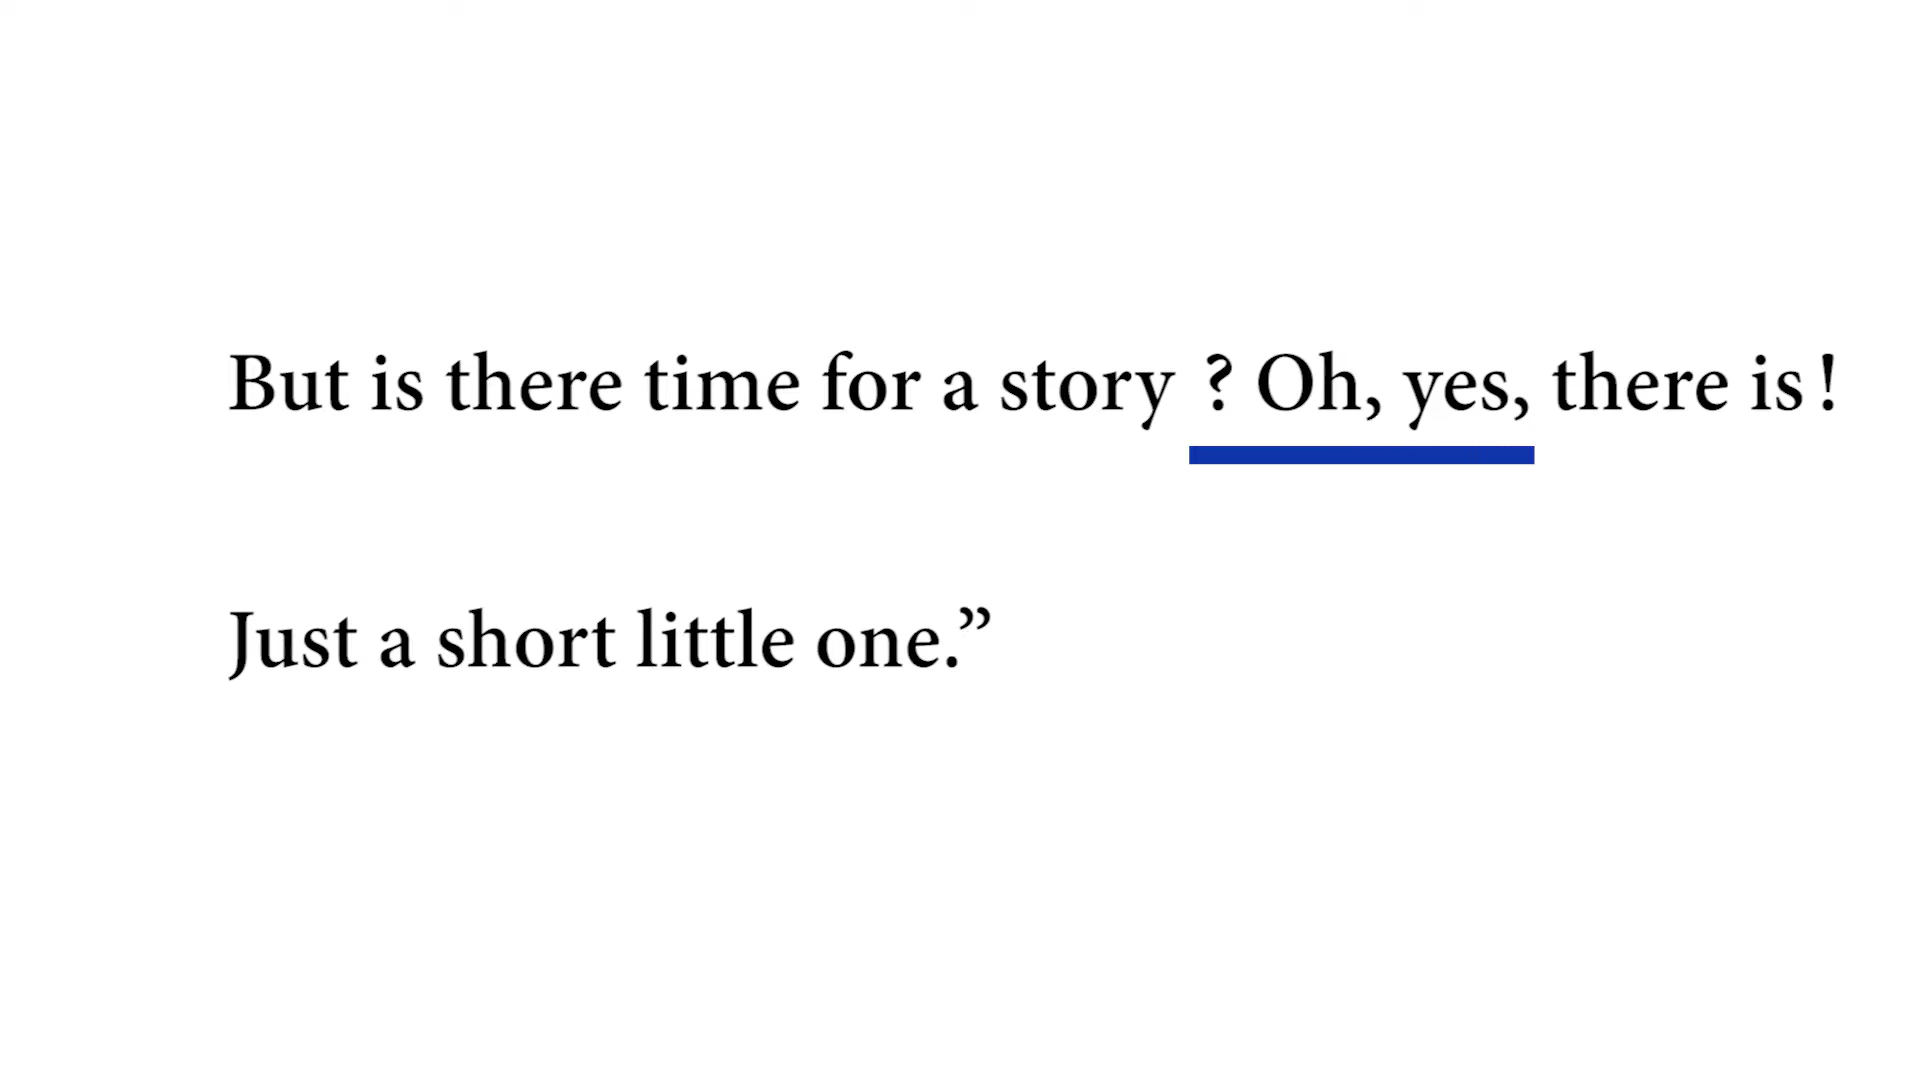 But is there time for a story ? Oh, yes, there is !
Just a short little one.”